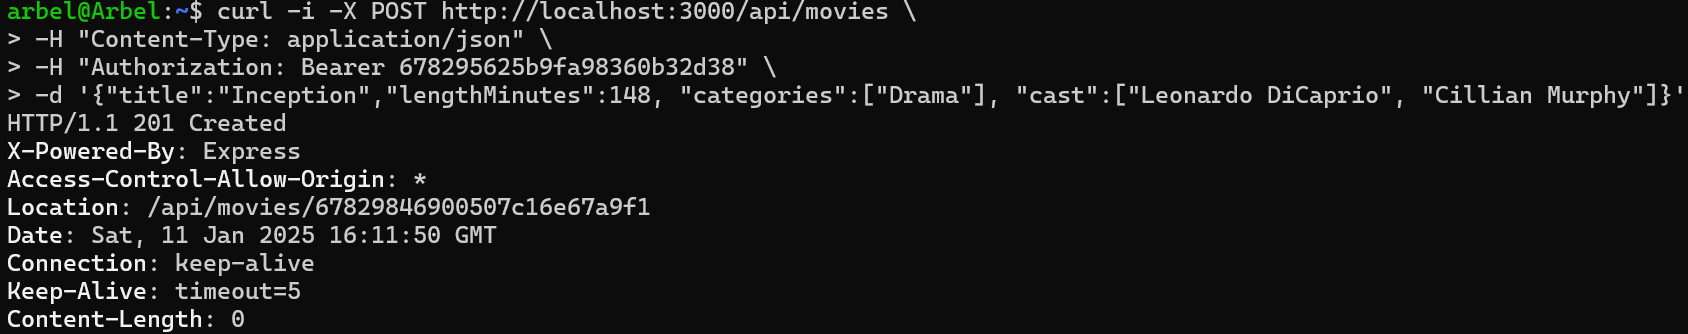 arbel@Arbel:~$ curl -i -X POST http://localhost:3000/api/movies \
> -H "Content-Type: application/json" \
> -H "Authorization: Bearer 678295625b9fa98360b32d38" \
> -d '{"title":"Inception","lengthMinutes":148, "categories":["Drama"], "cast":["Leonardo DiCaprio", "Cillian Murphy"]}'
HTTP/1.1 201 Created
X-Powered-By: Express
Access-Control-Allow-Origin: *
Location: /api/movies/67829846900507c16e67a9f1
Date: Sat, 11 Jan 2025 16:11:50 GMT
Connection: keep-alive
Keep-Alive: timeout=5
Content-Length: 0